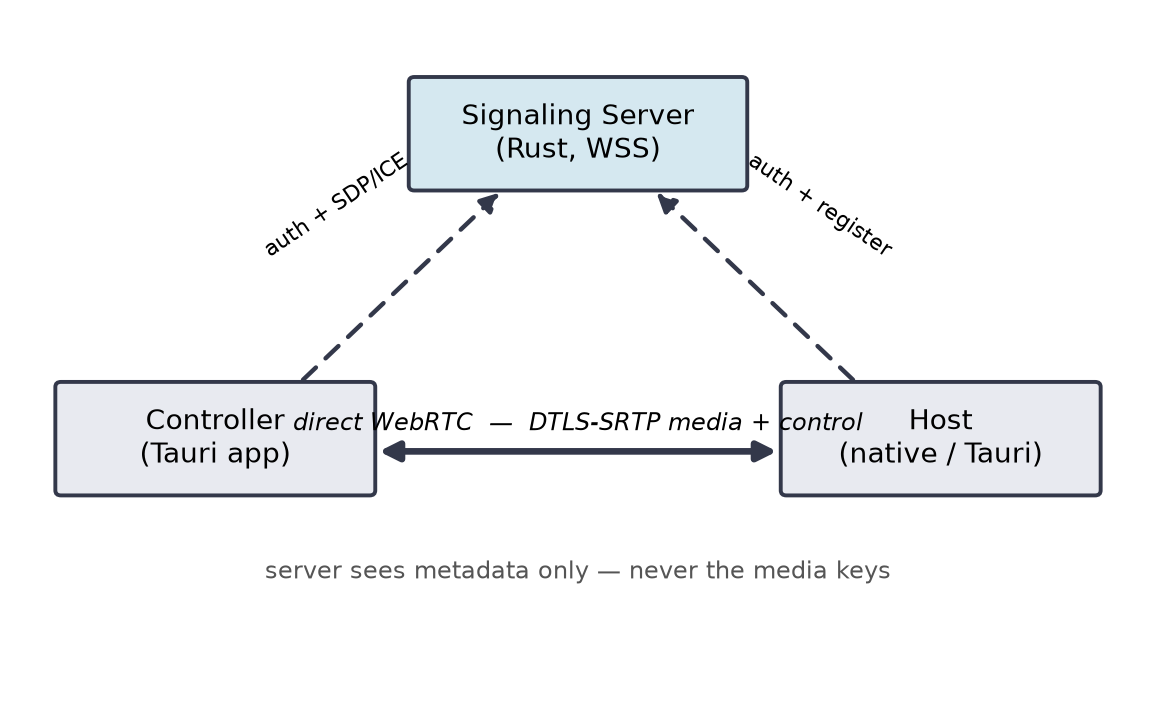 Signaling Server
(Rust, WSS)
auth + SDP/ICE
auth + register
Controller
(Tauri app)
direct WebRTC — DTLS-SRTP media + control
Host
(native / Tauri)
server sees metadata only — never the media keys